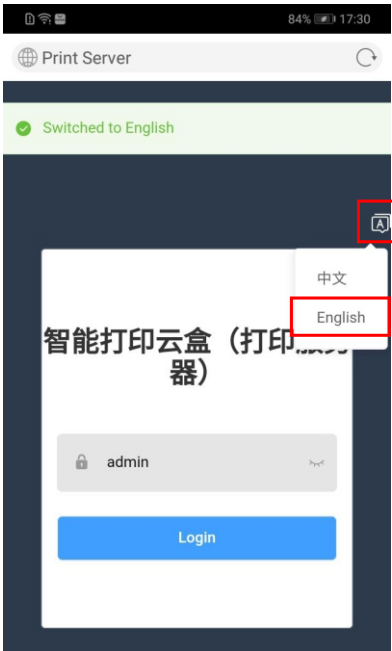 84% 17:30
Print Server
Switched to English
中文
English
智能打印云盒（打印
器）
admin
Login